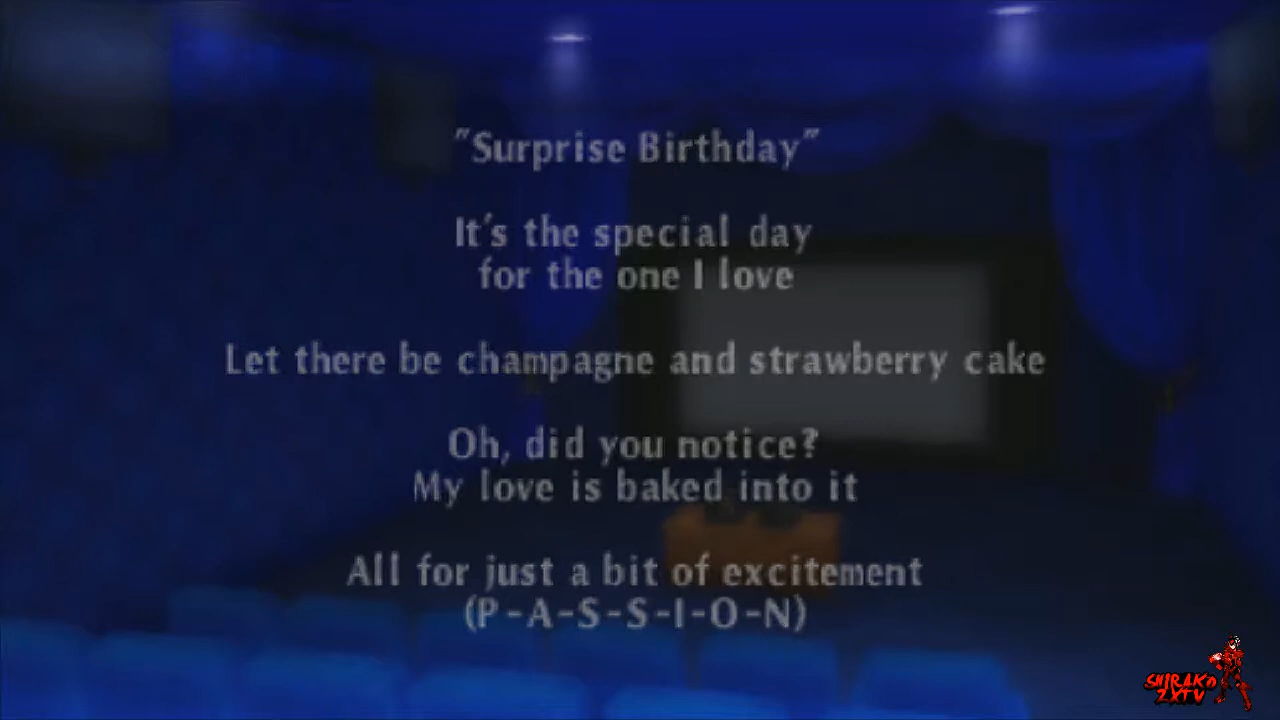 "Surprise Birthday"
It's the special day
for the one I love
Let there be champagne and strawberry cake
Oh, did you notice?
My love is baked into it
All for just a bit of excitement
(P-A-S-S-I-O-N)
SHIRAKO
ZXTV